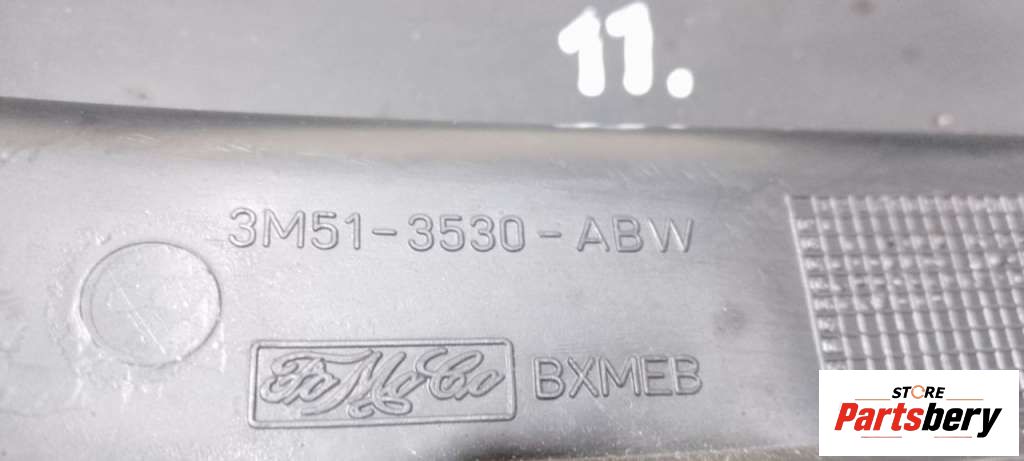 11.
3M51-3530-ABW
FoMoCo
BXMEB
STORE
Partsbery